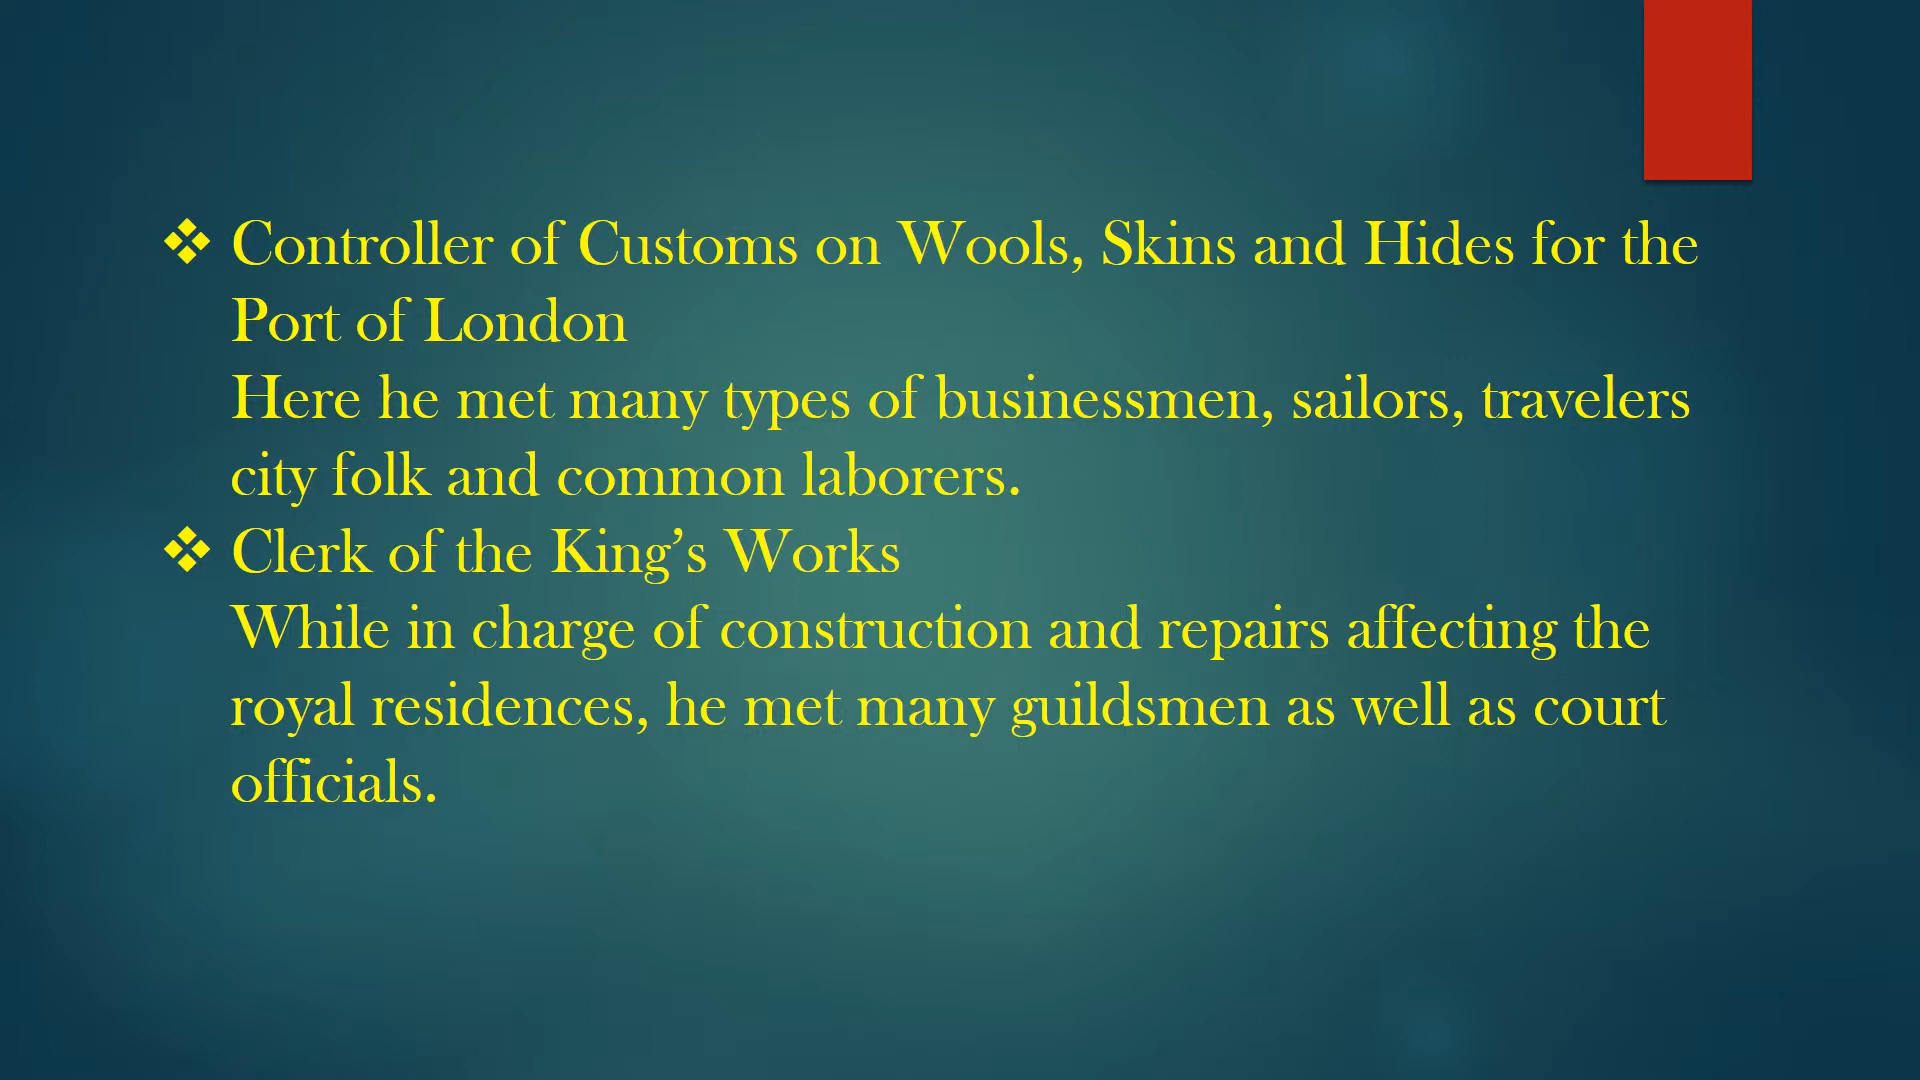 ❖ Controller of Customs on Wools, Skins and Hides for the
Port of London
Here he met many types of businessmen, sailors, travelers
city folk and common laborers.
❖ Clerk of the King’s Works
While in charge of construction and repairs affecting the
royal residences, he met many guildsmen as well as court
officials.